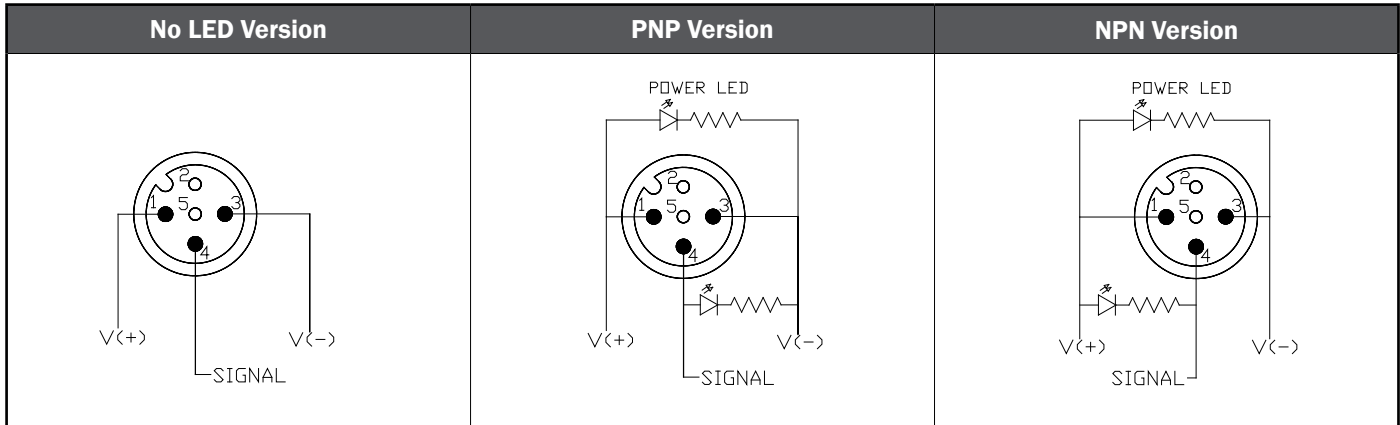 No LED Version
PNP Version
NPN Version
2
1
5
3
4
V(+)
V(-)
SIGNAL
POWER LED
2
1
5
3
4
V(+)
V(-)
SIGNAL
POWER LED
2
1
5
3
4
V(+)
V(-)
SIGNAL